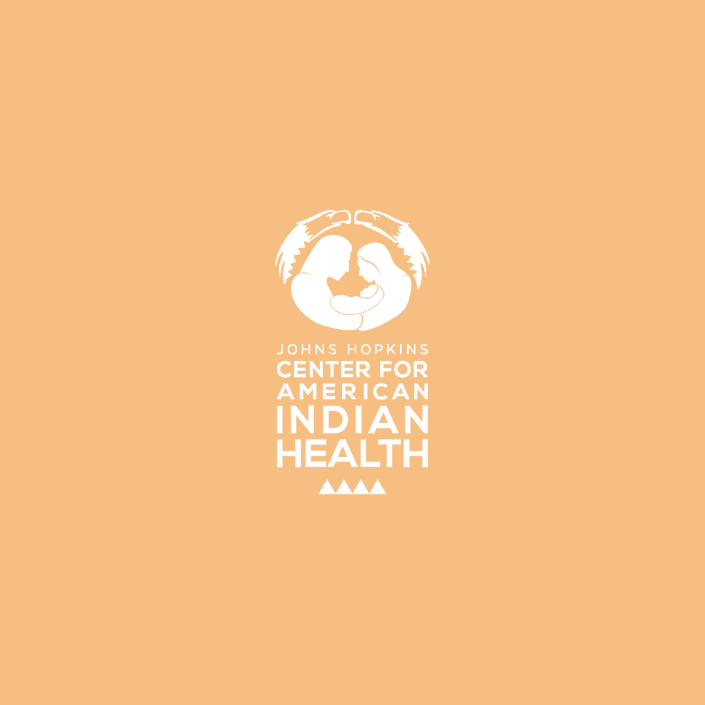 JOHNS HOPKINS
CENTER FOR
AMERICAN
INDIAN
HEALTH